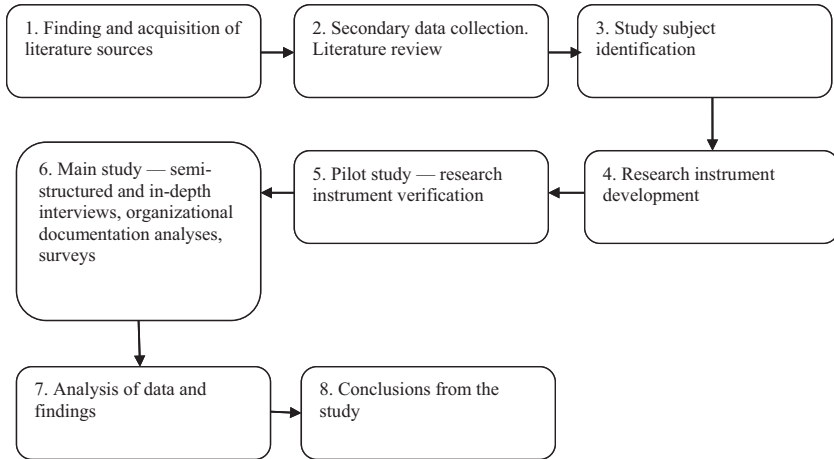 1. Finding and acquisition of
literature sources
2. Secondary data collection.
Literature review
3. Study subject
identification
4. Research instrument
development
5. Pilot study — research
instrument verification
6. Main study — semi-
structured and in-depth
interviews, organizational
documentation analyses,
surveys
7. Analysis of data and
findings
8. Conclusions from the
study